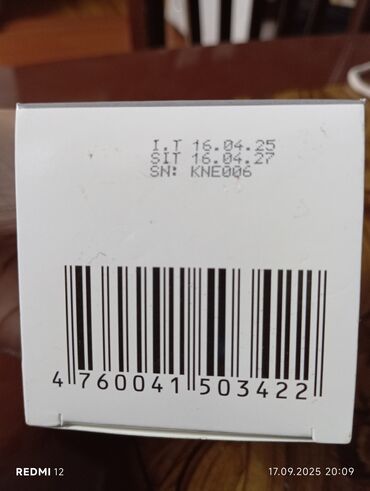 I.T 16.04.25
SIT 16.04.27
SN: KNE006
4 760041 503422
REDMI 12
17.09.2025 20:09